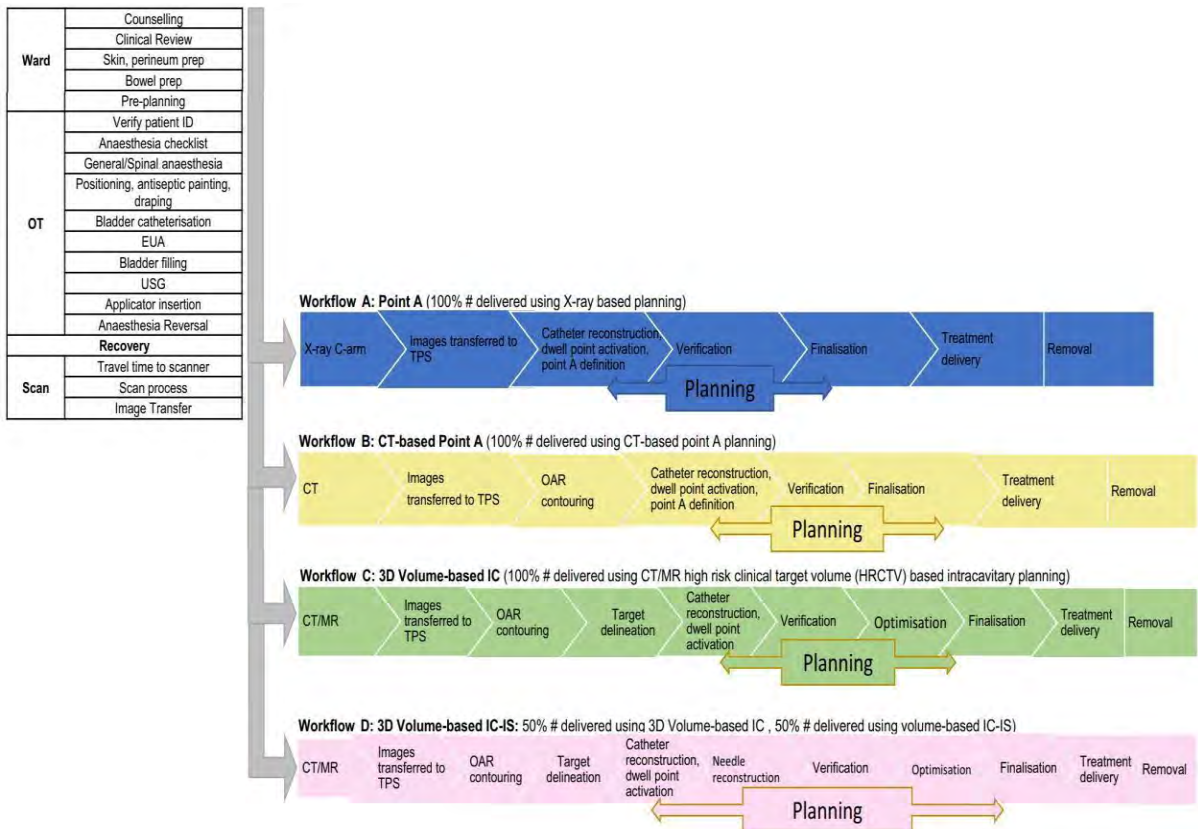 Ward
Counselling
Clinical Review
Skin, perineum prep
Bowel prep
Pre-planning
OT
Verify patient ID
Anaesthesia checklist
General/Spinal anaesthesia
Positioning, antiseptic painting,
draping
Bladder catheterisation
EUA
Bladder filling
USG
Applicator insertion
Anaesthesia Reversal
Recovery
Scan
Travel time to scanner
Scan process
Image Transfer
Workflow A: Point A (100% # delivered using X-ray based planning)
X-ray C-arm
Images transferred to
TPS
Catheter reconstruction,
dwell point activation,
point A definition
Verification
Finalisation
Treatment
delivery
Removal
Planning
Workflow B: CT-based Point A (100% # delivered using CT-based point A planning)
CT
Images
transferred to TPS
OAR
contouring
Catheter reconstruction,
dwell point activation,
point A definition
Verification
Finalisation
Treatment
delivery
Removal
Planning
Workflow C: 3D Volume-based IC (100% # delivered using CT/MR high risk clinical target volume (HRCTV) based intracavitary planning)
CT/MR
Images
transferred to
TPS
OAR
contouring
Target
delineation
Catheter
reconstruction,
dwell point
activation
Verification
Optimisation
Finalisation
Treatment
delivery
Removal
Planning
Workflow D: 3D Volume-based IC-IS: 50% # delivered using 3D Volume-based IC , 50% # delivered using volume-based IC-IS)
CT/MR
Images
transferred to
TPS
OAR
contouring
Target
delineation
Catheter
reconstruction,
dwell point
activation
Needle
reconstruction
Verification
Optimisation
Finalisation
Treatment
delivery
Removal
Planning